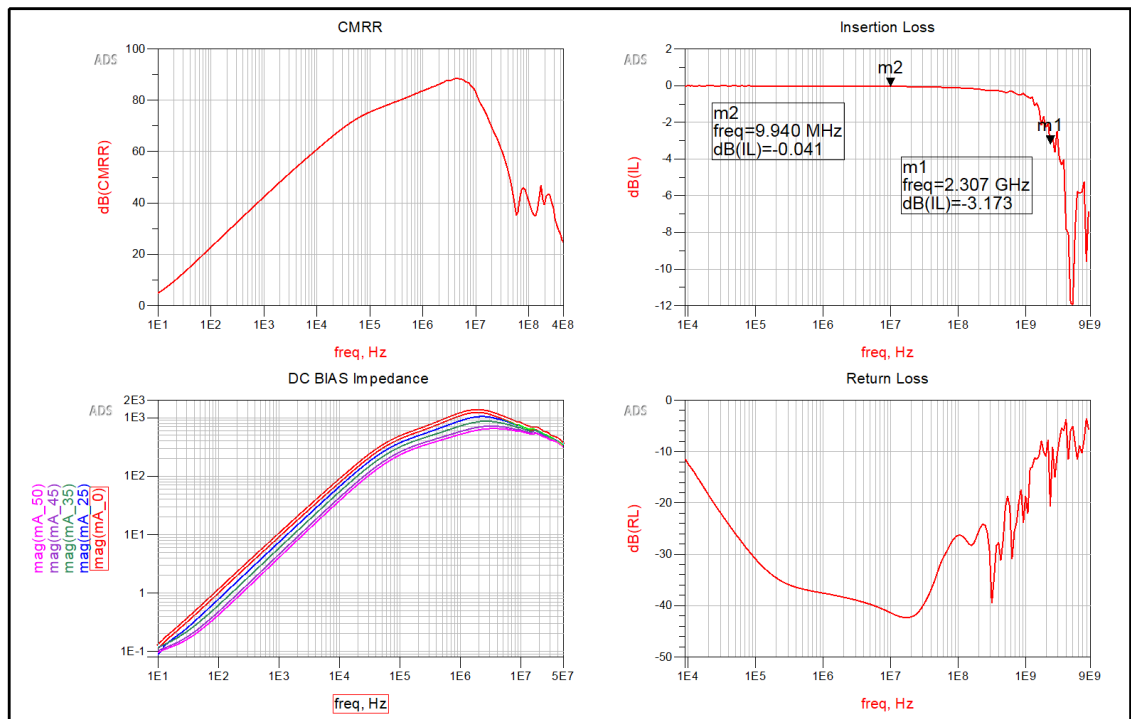 CMRR
ADS
100
80
60
40
20
0
dB(CMRR)
1E1
1E2
1E3
1E4
1E5
1E6
1E7
1E8
4E8
freq, Hz
Insertion Loss
ADS
2
0
-2
-4
-6
-8
-10
-12
dB(IL)
m2
m2
freq=9.940 MHz
dB(IL)=-0.041
m1
m1
freq=2.307 GHz
dB(IL)=-3.173
1E4
1E5
1E6
1E7
1E8
1E9
9E9
freq, Hz
DC BIAS Impedance
ADS
2E3
1E3
1E2
1E1
1
1E-1
mag(mA_50)
mag(mA_45)
mag(mA_35)
mag(mA_25)
mag(mA_0)
1E1
1E2
1E3
1E4
1E5
1E6
1E7
5E7
freq, Hz
Return Loss
ADS
0
-10
-20
-30
-40
-50
dB(RL)
1E4
1E5
1E6
1E7
1E8
1E9
9E9
freq, Hz